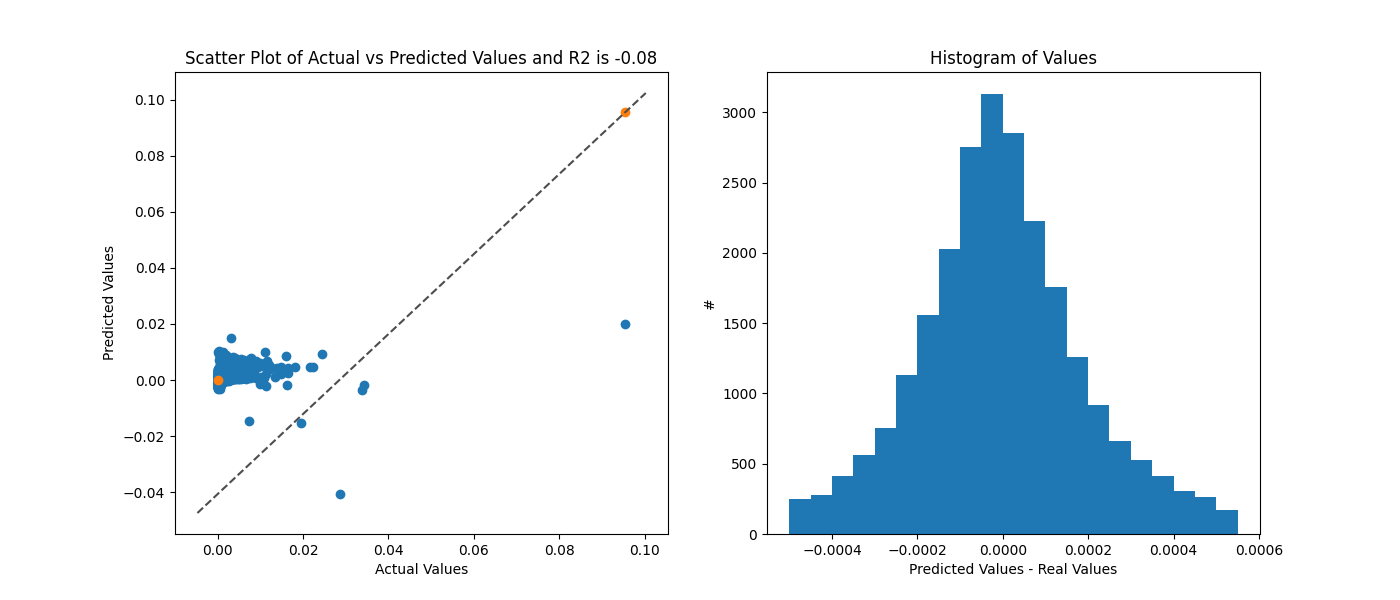 Scatter Plot of Actual vs Predicted Values and R2 is -0.08
Predicted Values
0.10
0.08
0.06
0.04
0.02
0.00
−0.02
−0.04
0.00 0.02 0.04 0.06 0.08 0.10
Actual Values
Histogram of Values
#
3000
2500
2000
1500
1000
500
0
−0.0004 −0.0002 0.0000 0.0002 0.0004 0.0006
Predicted Values - Real Values